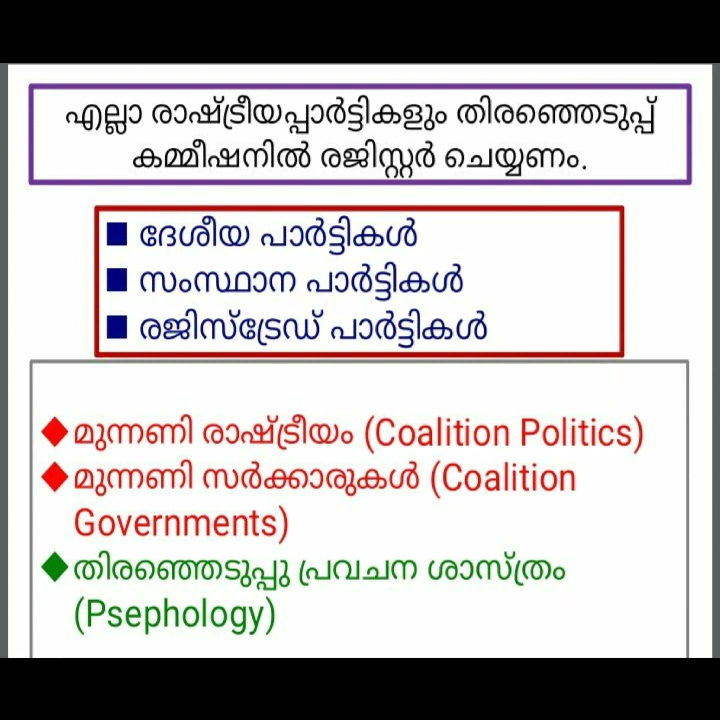 എല്ലാ രാഷ്ട്രീയപ്പാർട്ടികളും തിരഞ്ഞെടുപ്പ്
കമ്മീഷനിൽ രജിസ്റ്റർ ചെയ്യണം.
■ ദേശീയ പാർട്ടികൾ
■ സംസ്ഥാന പാർട്ടികൾ
■ രജിസ്ട്രേഡ് പാർട്ടികൾ
◆മുന്നണി രാഷ്ട്രീയം (Coalition Politics)
◆മുന്നണി സർക്കാരുകൾ (Coalition
Governments)
◆തിരഞ്ഞെടുപ്പു പ്രവചന ശാസ്ത്രം
(Psephology)